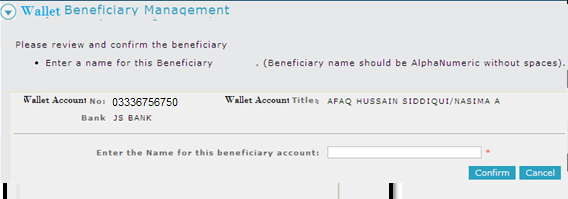 Wallet Beneficiary Management
Please review and confirm the beneficiary
• Enter a name for this Beneficiary . (Beneficiary name should be AlphaNumeric without spaces).
Wallet Account No: 03336756750 Wallet Account Title: AFAQ HUSSAIN SIDDIQUI/NASIMA A
Bank JS BANK
Enter the Name for this beneficiary account: *
Confirm Cancel